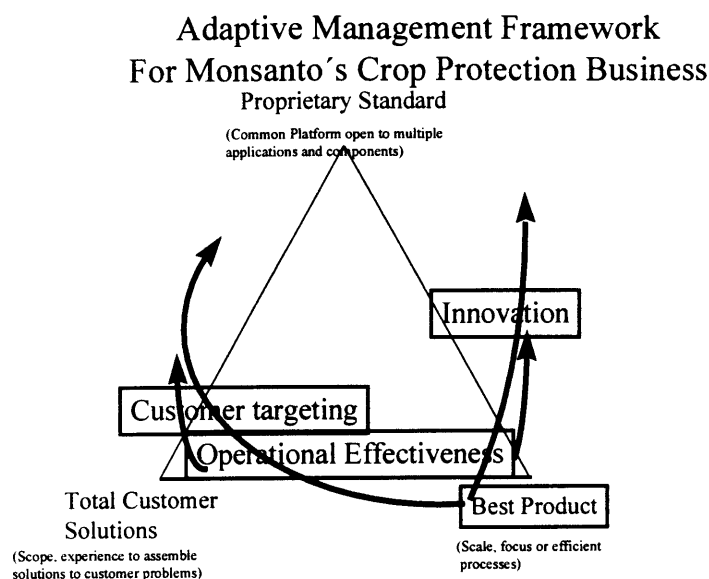 Adaptive Management Framework
For Monsanto´s Crop Protection Business
Proprietary Standard
(Common Platform open to multiple
applications and components)
Innovation
Customer targeting
Operational Effectiveness
Total Customer
Solutions
(Scope, experience to assemble
solutions to customer problems)
Best Product
(Scale, focus or efficient
processes)